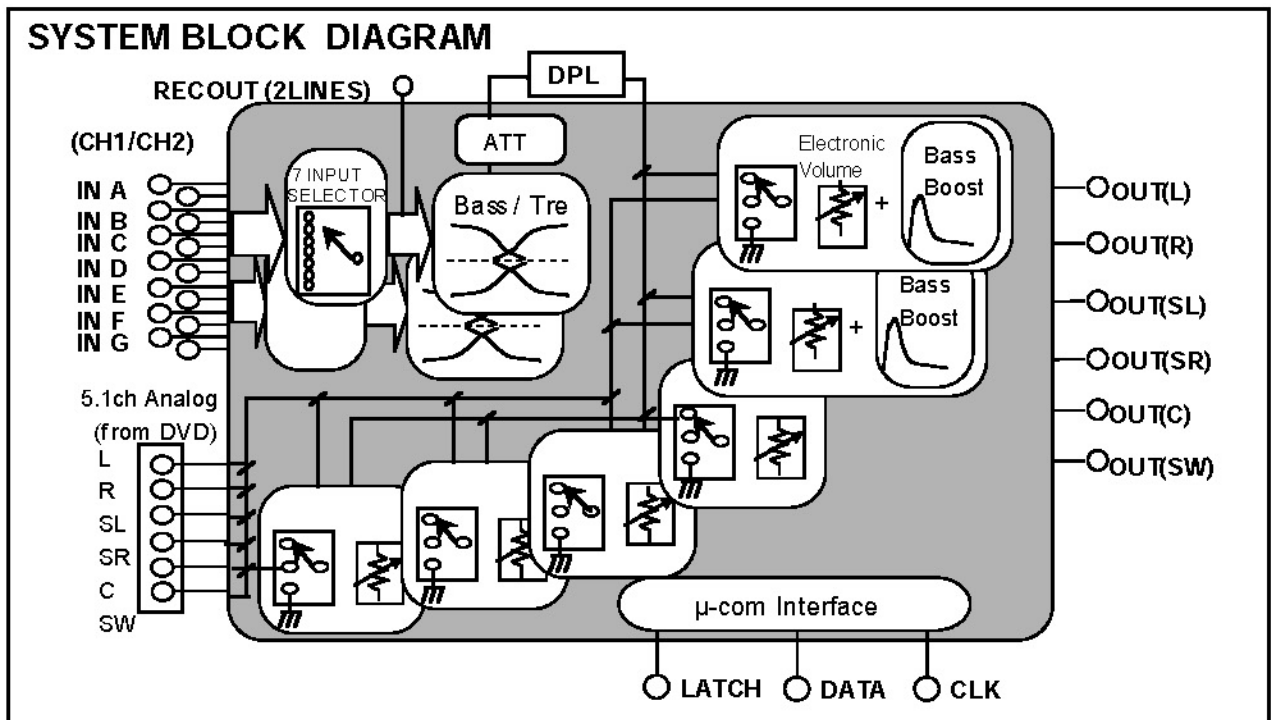 SYSTEM BLOCK DIAGRAM
RECOUT (2LINES)
DPL
(CH1/CH2)
ATT
7 INPUT
SELECTOR
Bass / Tre
Electronic
Volume
+
Bass
Boost
IN A
IN B
IN C
IN D
IN E
IN F
IN G
+
Bass
Boost
OUT(L)
OUT(R)
OUT(SL)
OUT(SR)
OUT(C)
OUT(SW)
5.1ch Analog
(from DVD)
L
R
SL
SR
C
SW
μ-com Interface
LATCH
DATA
CLK